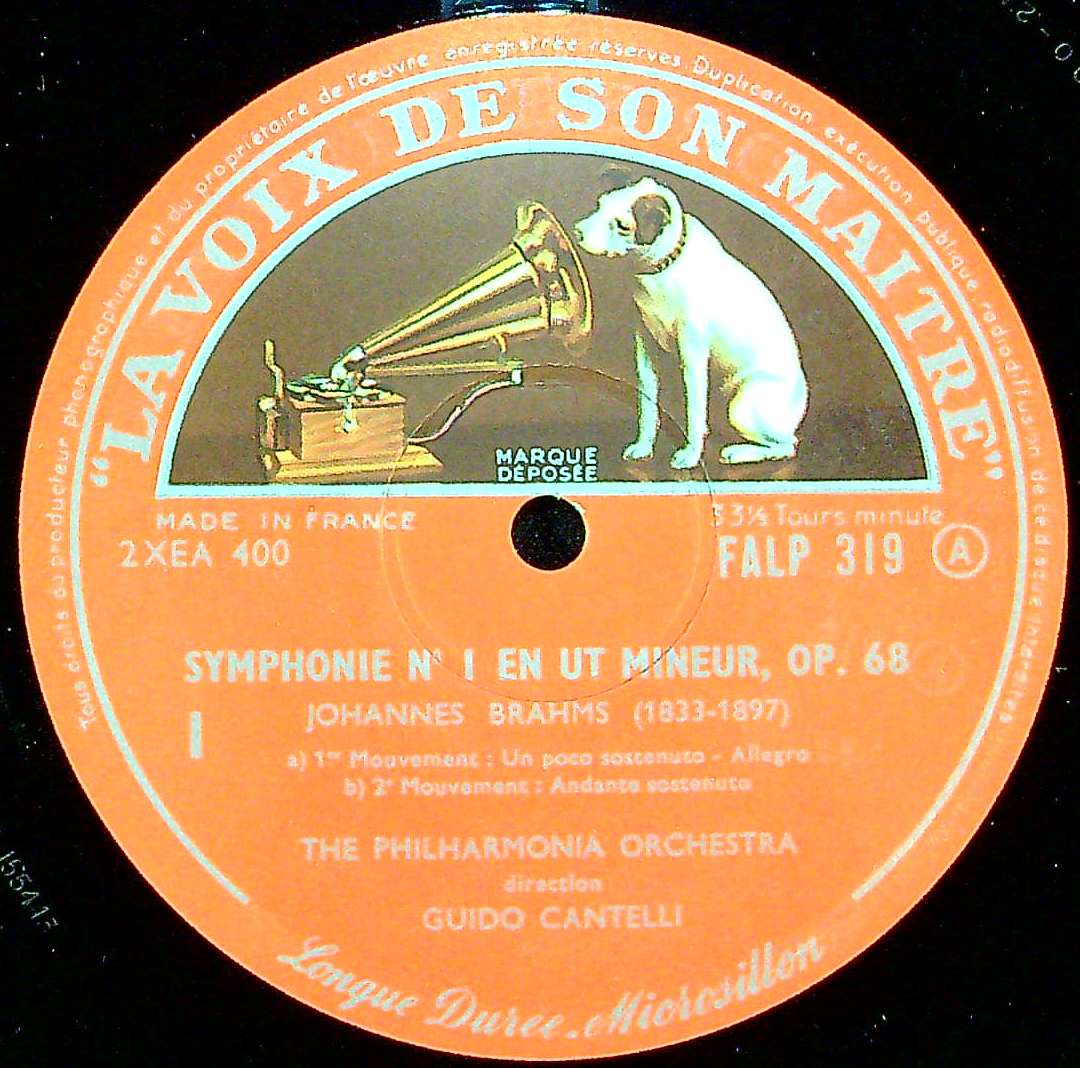 Tous droits du producteur phonographique et du propriétaire de l'œuvre enregistrée réservés. Duplication exécution publique, radiodiffusion de ce disque interdites
"LA VOIX DE SON MAITRE"
MARQUE
DÉPOSÉE
MADE IN FRANCE
33⅓ Tours minute
2XEA 400
FALP 319 A
SYMPHONIE N° 1 EN UT MINEUR, OP. 68
I
JOHANNES BRAHMS (1833-1897)
a) 1er Mouvement : Un poco sostenuto - Allegro
b) 2e Mouvement : Andante sostenuto
THE PHILHARMONIA ORCHESTRA
direction
GUIDO CANTELLI
Longue Durée - Microsillon